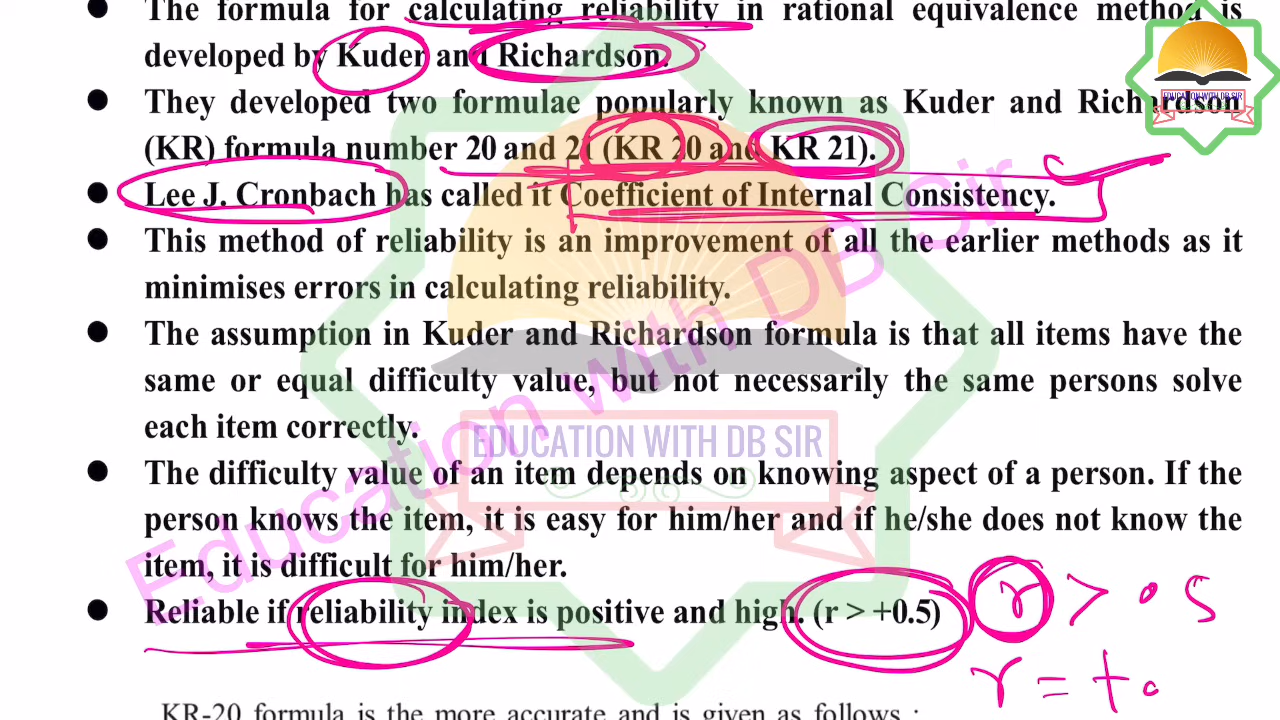 ● The formula for calculating reliability in rational equivalence method is
developed by Kuder and Richardson.
● They developed two formulae popularly known as Kuder and Richardson
(KR) formula number 20 and 21 (KR 20 and KR 21).
● Lee J. Cronbach has called it Coefficient of Internal Consistency.
● This method of reliability is an improvement of all the earlier methods as it
minimises errors in calculating reliability.
● The assumption in Kuder and Richardson formula is that all items have the
same or equal difficulty value, but not necessarily the same persons solve
each item correctly.
● The difficulty value of an item depends on knowing aspect of a person. If the
person knows the item, it is easy for him/her and if he/she does not know the
item, it is difficult for him/her.
● Reliable if reliability index is positive and high. (r > +0.5)
r > 0 5
r = + 0
KR-20 formula is the more accurate and is given as follows :
EDUCATION WITH DB SIR
Education with DB Sir
EDUCATION WITH DB SIR